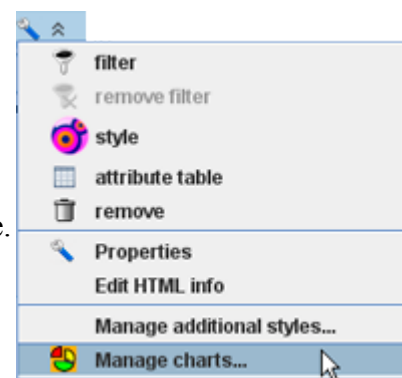 filter
remove filter
style
attribute table
e.
remove
Properties
Edit HTML info
Manage additional styles...
Manage charts...